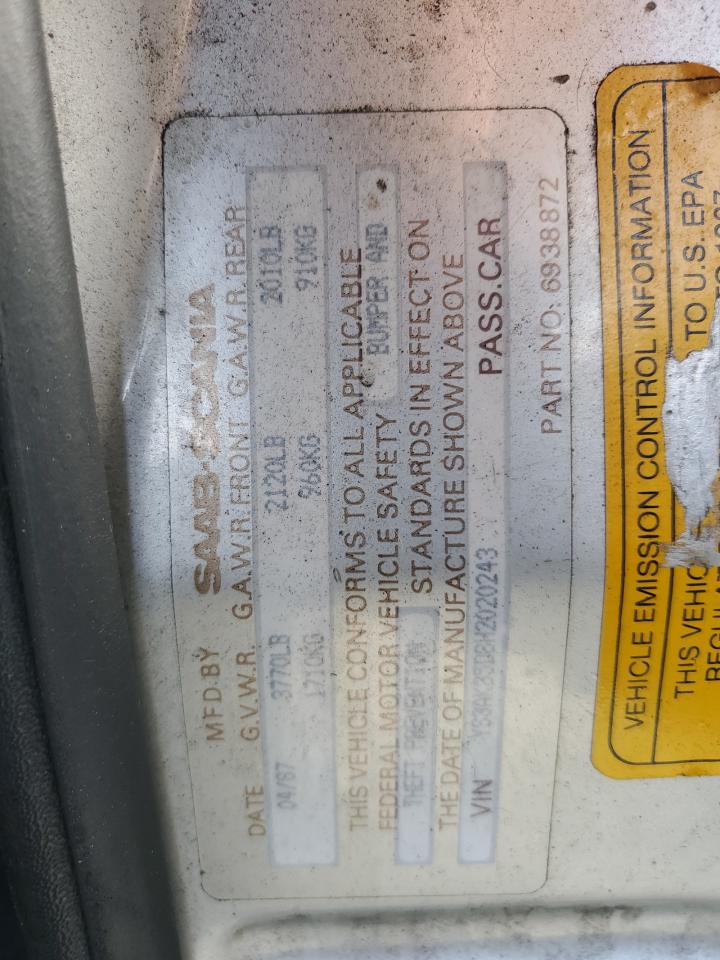 MFD.BY SAAB-SCANIA
DATE G.V.W.R. G.A.W.R.FRONT G.A.W.R.REAR
04/87 3770LB 2120LB 2010LB
1710KG 960KG 910KG
THIS VEHICLE CONFORMS TO ALL APPLICABLE
FEDERAL MOTOR VEHICLE SAFETY BUMPER AND
THEFT PREVENTION STANDARDS IN EFFECT ON
THE DATE OF MANUFACTURE SHOWN ABOVE
VIN PASS.CAR
PART NO: 6938872
VEHICLE EMISSION CONTROL INFORMATION
THIS VEHIC TO U.S. EPA